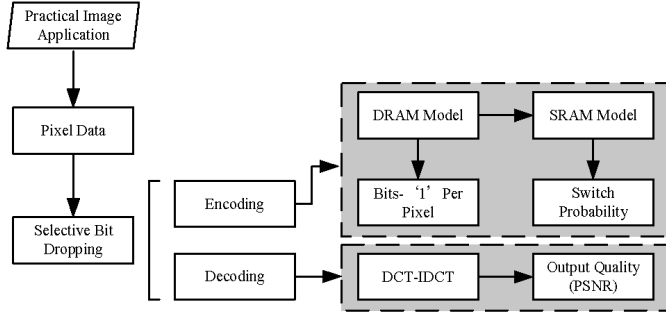 Practical Image
Application
Pixel Data
Selective Bit
Dropping
Encoding
Decoding
DRAM Model
SRAM Model
Bits-‘1’ Per
Pixel
Switch
Probability
DCT-IDCT
Output Quality
(PSNR)